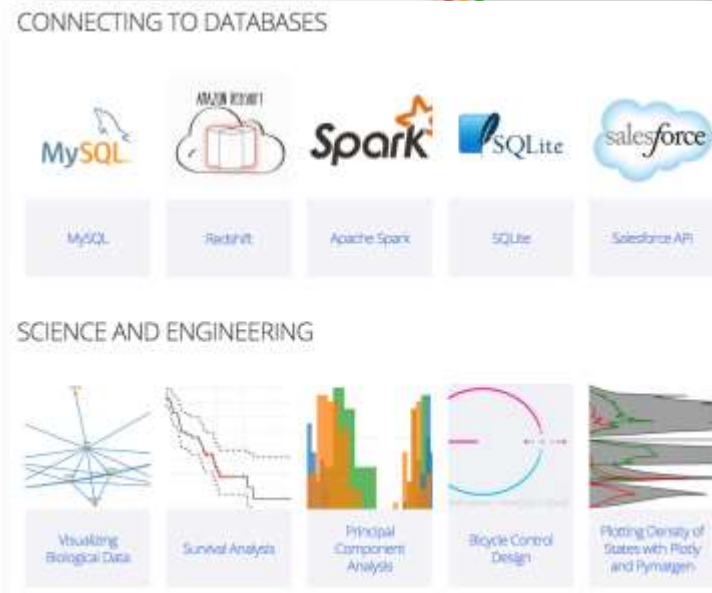 CONNECTING TO DATABASES
AMAZON REDSHIFT
MySQL
Spark
SQLite
salesforce
MySQL
Redshift
Apache Spark
SQLite
Salesforce API
SCIENCE AND ENGINEERING
Visualizing
Biological Data
Survival Analysis
Principal
Component
Analysis
Bicycle Control
Design
Plotting Density of
States with Plotly
and Pymatgen